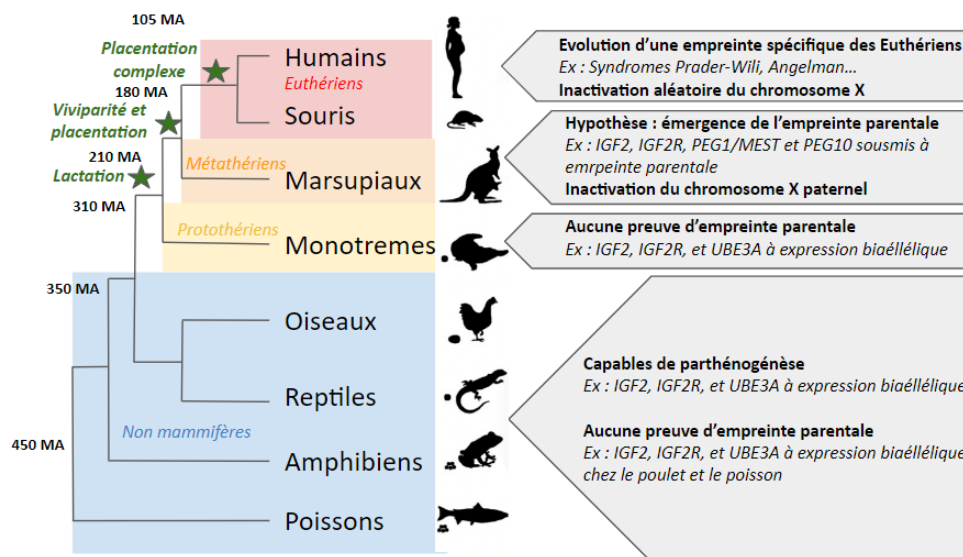 105 MA
Placentation
complexe
180 MA
Viviparité et
placentation
210 MA
Lactation
310 MA
350 MA
450 MA
Humains
Euthériens
Souris
Métathériens
Marsupiaux
Protothériens
Monotremes
Oiseaux
Reptiles
Non mammifères
Amphibiens
Poissons
Evolution d'une empreinte spécifique des Euthériens
Ex : Syndromes Prader-Wili, Angelman...
Inactivation aléatoire du chromosome X
Hypothèse : émergence de l'empreinte parentale
Ex : IGF2, IGF2R, PEG1/MEST et PEG10 sousmis à
emrpeinte parentale
Inactivation du chromosome X paternel
Aucune preuve d'empreinte parentale
Ex : IGF2, IGF2R, et UBE3A à expression biaéllélique
Capables de parthénogénèse
Ex : IGF2, IGF2R, et UBE3A à expression biaéllélique
Aucune preuve d'empreinte parentale
Ex : IGF2, IGF2R, et UBE3A à expression biaéllélique
chez le poulet et le poisson